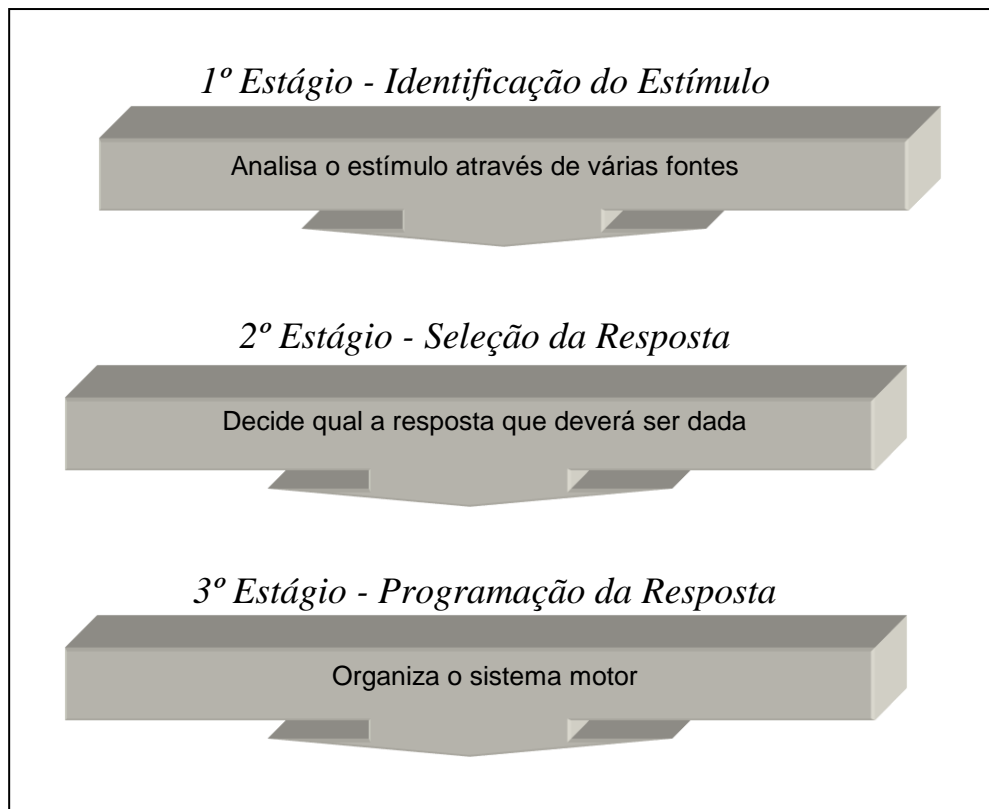 1º Estágio - Identificação do Estímulo
Analisa o estímulo através de várias fontes
2º Estágio - Seleção da Resposta
Decide qual a resposta que deverá ser dada
3º Estágio - Programação da Resposta
Organiza o sistema motor